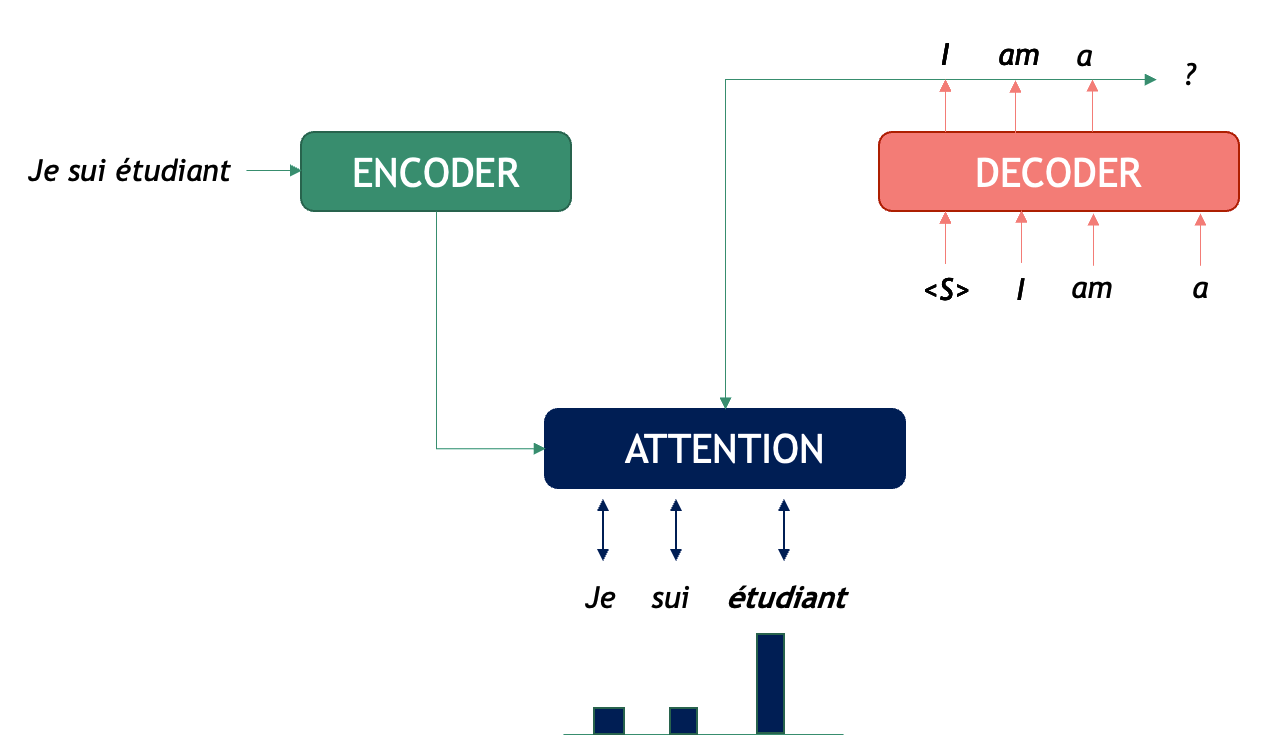 I am a
?
Je sui étudiant
ENCODER
DECODER
<S> I am a
ATTENTION
Je sui étudiant